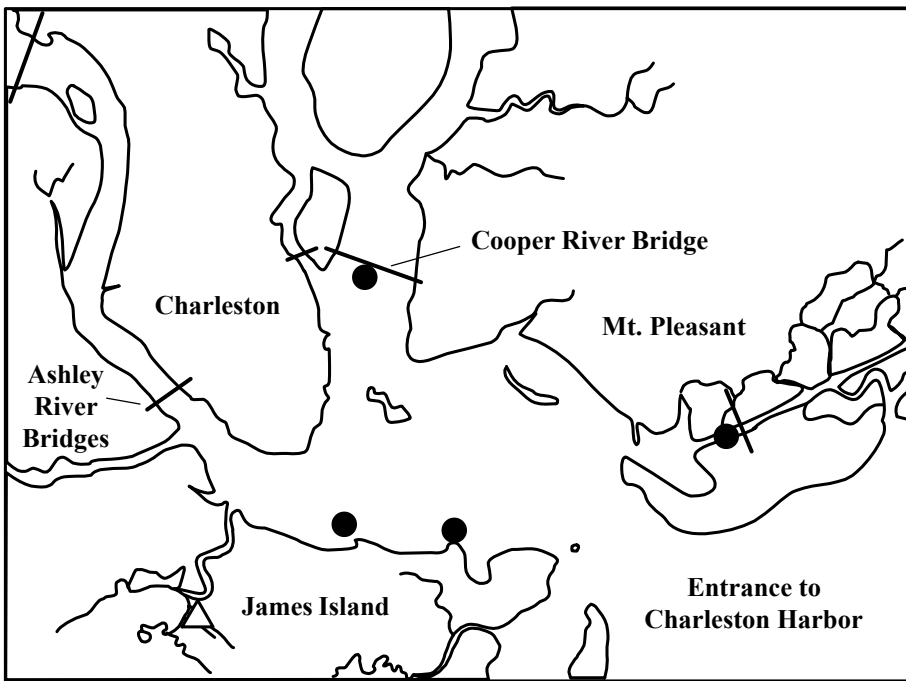 Cooper River Bridge
Charleston
Mt. Pleasant
Ashley
River
Bridges
James Island
Entrance to
Charleston Harbor